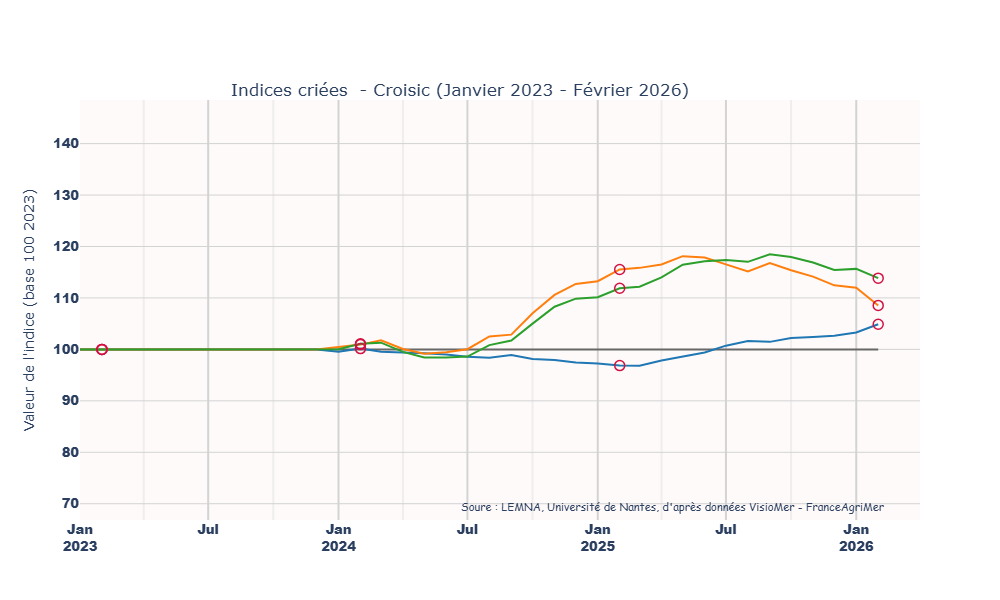 Indices criées  - Croisic (Janvier 2023 - Février 2026)
Valeur de l'indice (base 100 2023)
140
130
120
110
100
90
80
70
Soure : LEMNA, Université de Nantes, d'après données VisioMer - FranceAgriMer
Jan Jul Jan Jul Jan Jul Jan
2023 2024 2025 2026